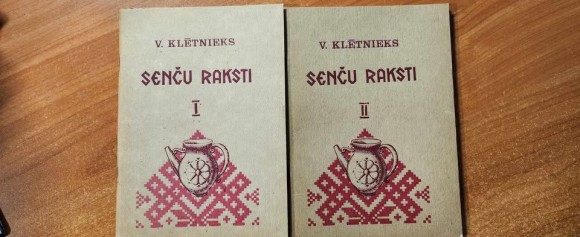 V. KLĒTNIEKS
SENČU RAKSTI
I
V. KLĒTNIEKS
SENČU RAKSTI
II